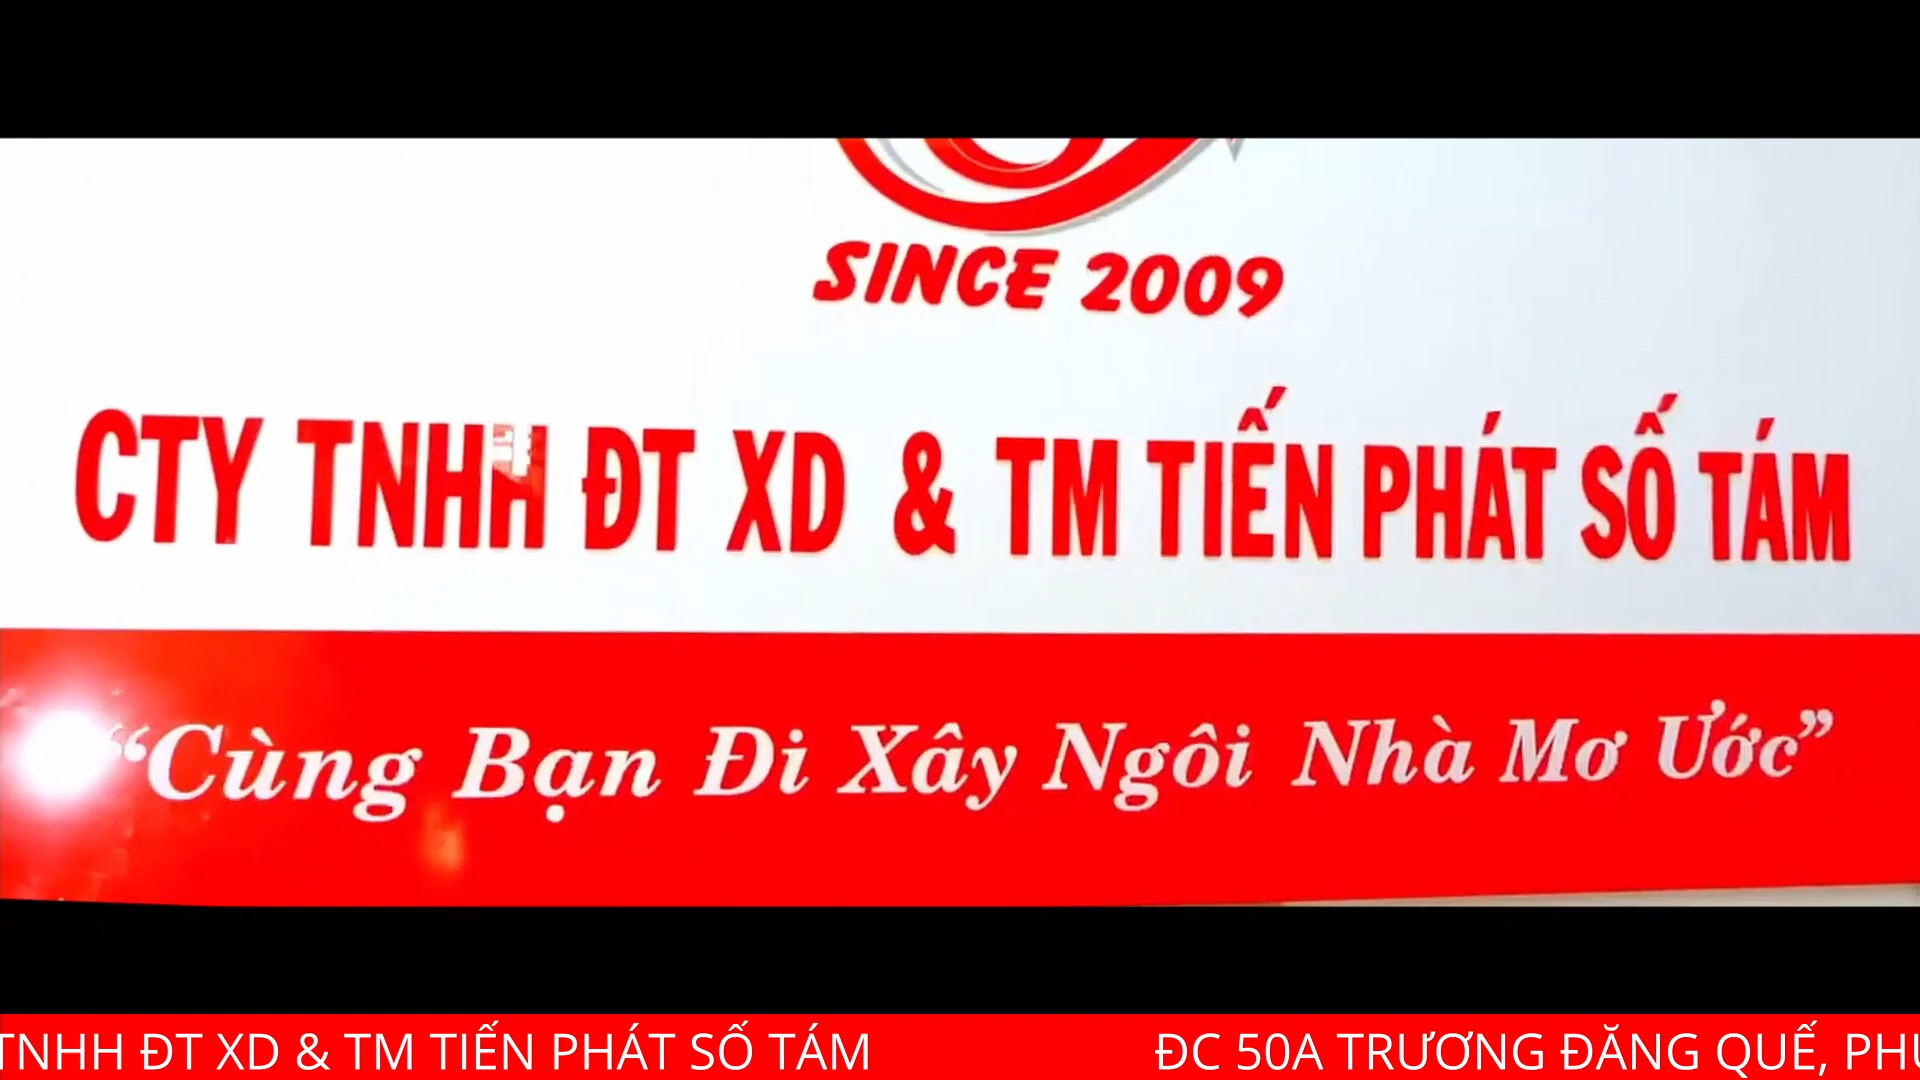 SINCE 2009
CTY TNHH ĐT XD & TM TIẾN PHÁT SỐ TÁM
“Cùng Bạn Đi Xây Ngôi Nhà Mơ Ước”
TNHH ĐT XD & TM TIẾN PHÁT SỐ TÁM ĐC 50A TRƯƠNG ĐĂNG QUẾ,